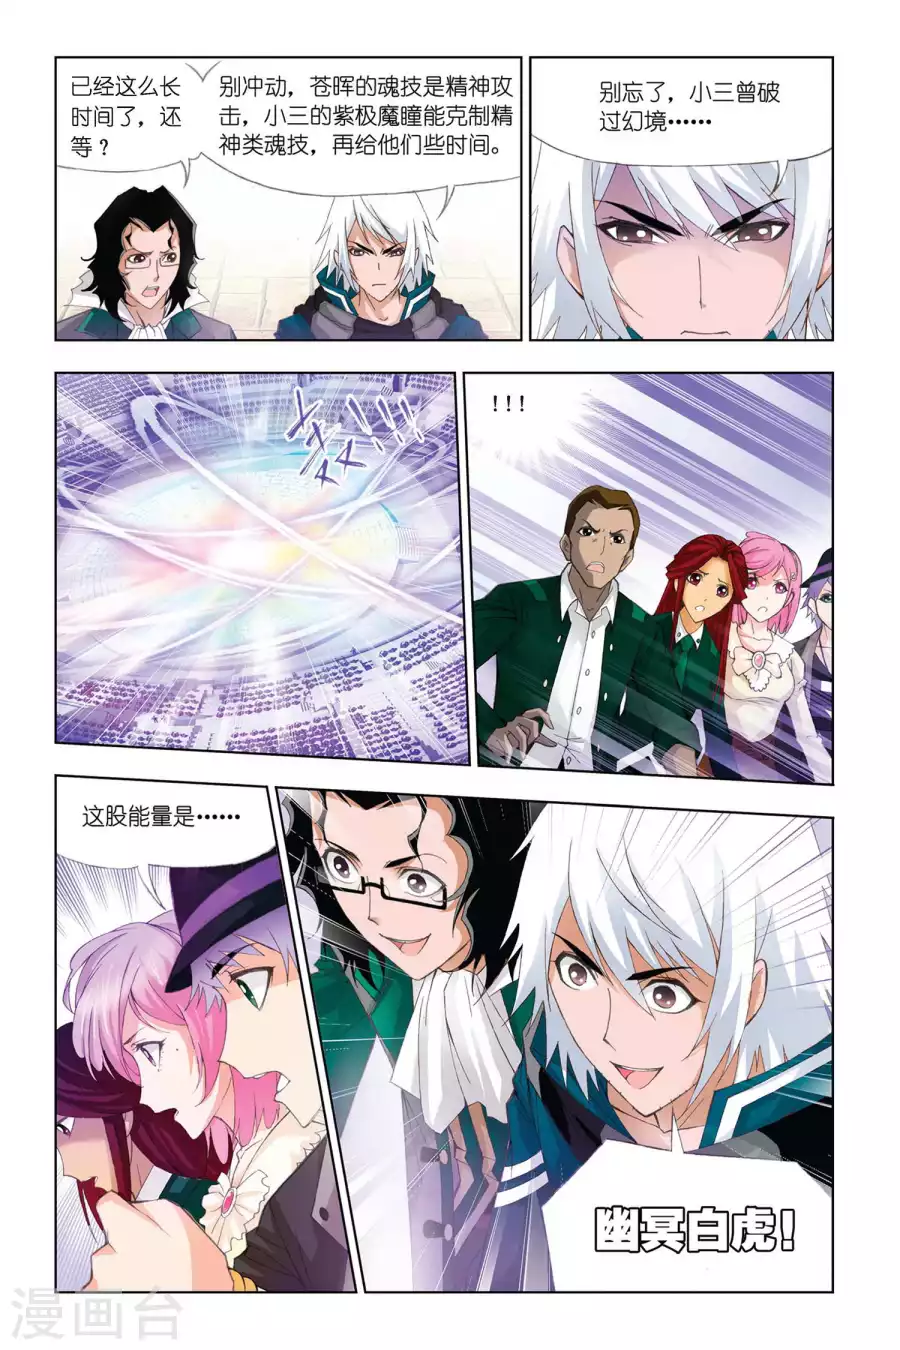 已经这么长
时间了，还
等？
别冲动，苍晖的魂技是精神攻
击，小三的紫极魔瞳能克制精
神类魂技，再给他们些时间。
别忘了，小三曾破
过幻境……
!!!
这股能量是……
幽冥白虎！
漫画台